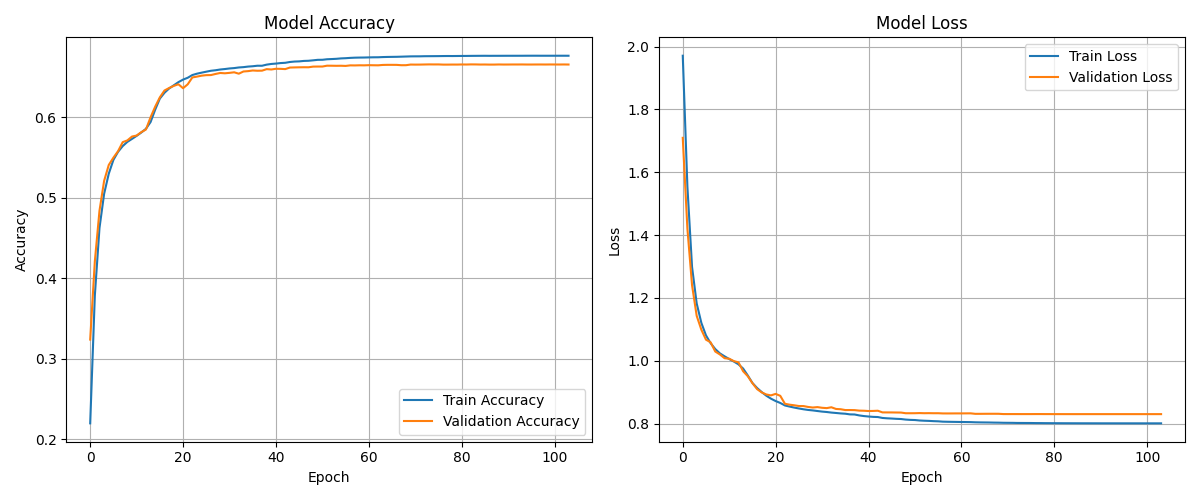 Model Accuracy
Accuracy
0.6
0.5
0.4
0.3
0.2
Train Accuracy
Validation Accuracy
0 20 40 60 80 100
Epoch
Model Loss
Loss
2.0
1.8
1.6
1.4
1.2
1.0
0.8
Train Loss
Validation Loss
0 20 40 60 80 100
Epoch